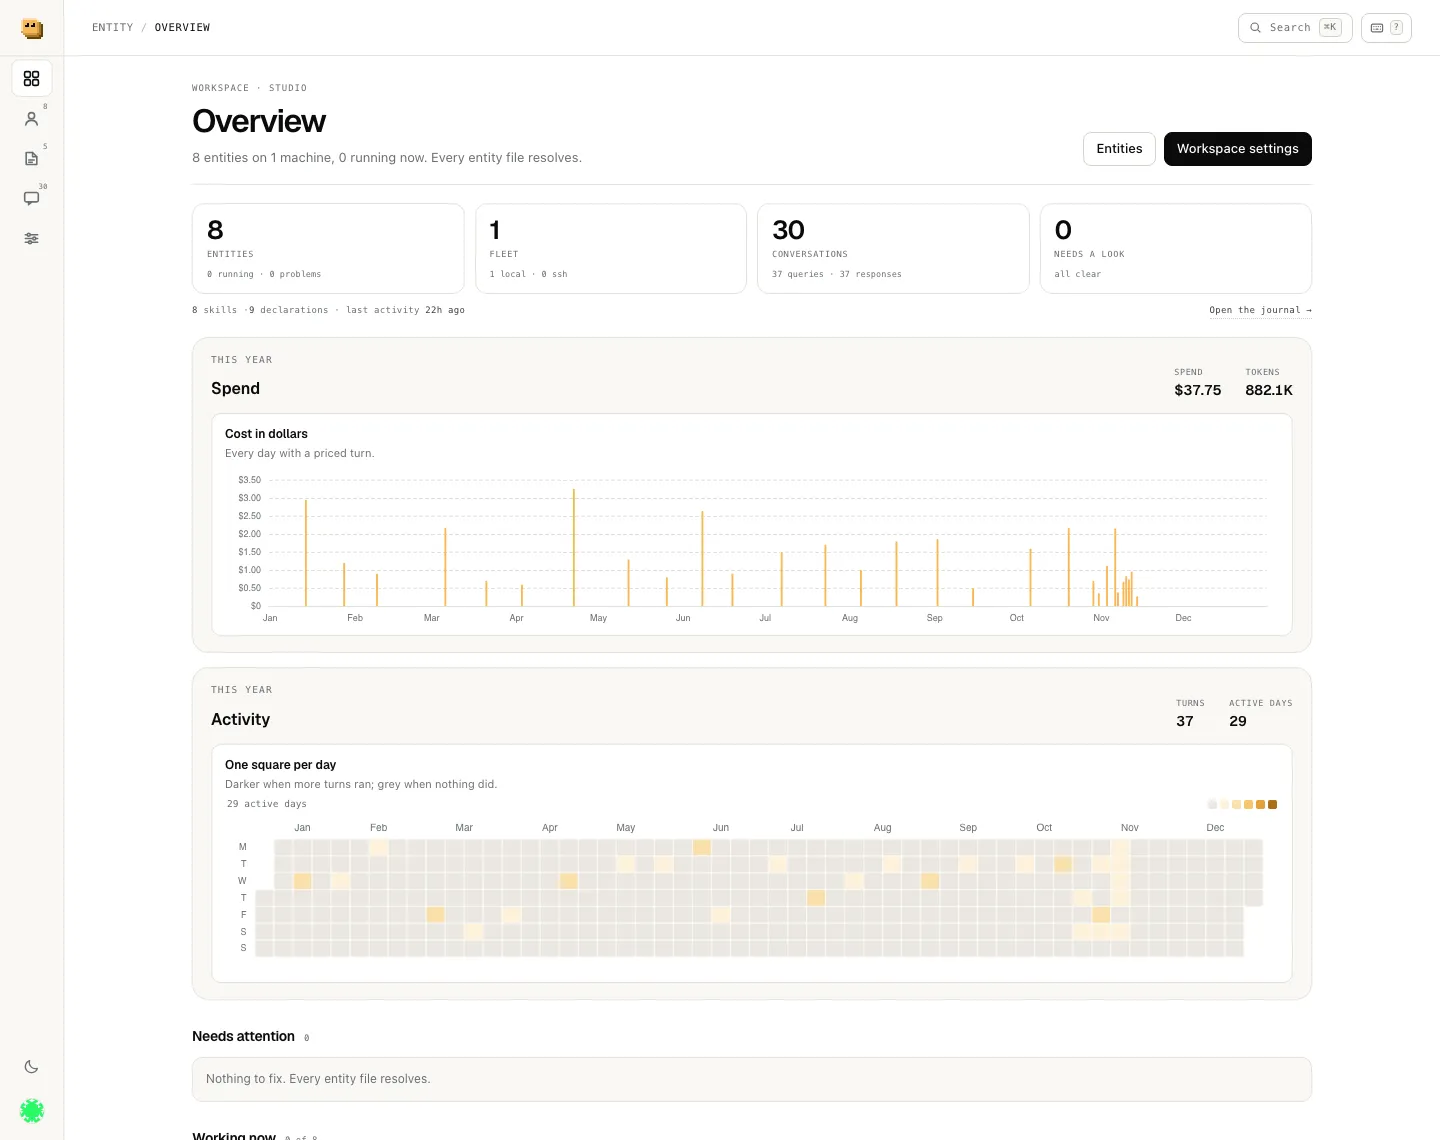 ENTITY / OVERVIEW
Search ⌘K
?
8
5
30
WORKSPACE · STUDIO
Overview
8 entities on 1 machine, 0 running now. Every entity file resolves.
Entities
Workspace settings
8
ENTITIES
0 running · 0 problems
1
FLEET
1 local · 0 ssh
30
CONVERSATIONS
37 queries · 37 responses
0
NEEDS A LOOK
all clear
8 skills ·9 declarations · last activity 22h ago
Open the journal →
THIS YEAR
Spend
SPEND
$37.75
TOKENS
882.1K
Cost in dollars
Every day with a priced turn.
$3.50
$3.00
$2.50
$2.00
$1.50
$1.00
$0.50
$0
Jan Feb Mar Apr May Jun Jul Aug Sep Oct Nov Dec
THIS YEAR
Activity
TURNS
37
ACTIVE DAYS
29
One square per day
Darker when more turns ran; grey when nothing did.
29 active days
Jan Feb Mar Apr May Jun Jul Aug Sep Oct Nov Dec
M
T
W
T
F
S
S
Needs attention 0
Nothing to fix. Every entity file resolves.
Working now 0 of 8